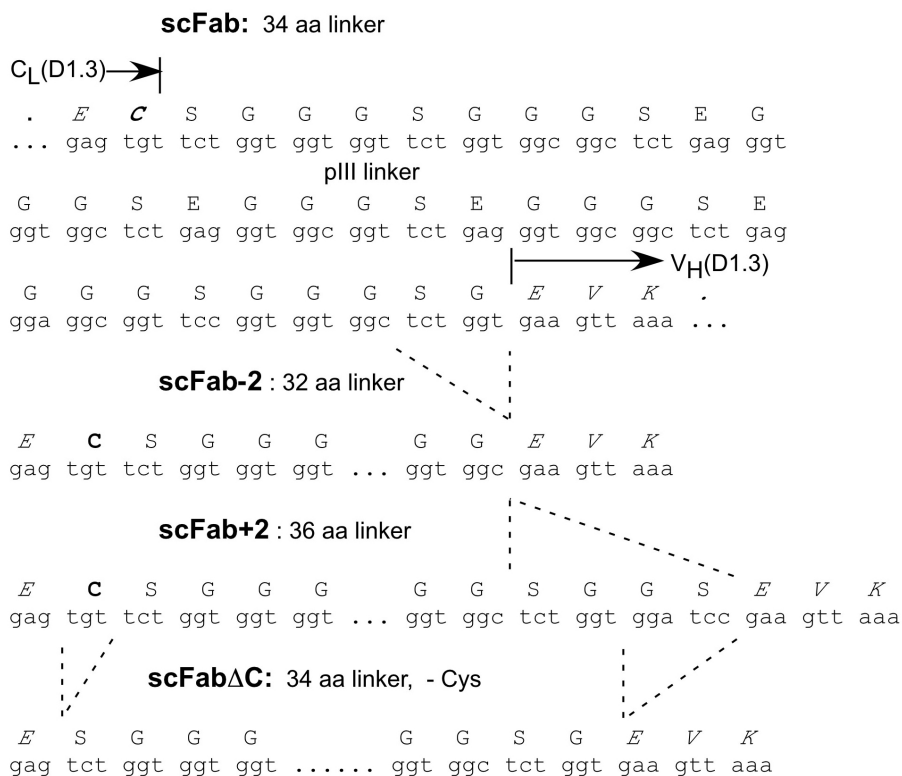 scFab: 34 aa linker
CL(D1.3)
. E C S G G G S G G G S E G
... gag tgt tct ggt ggt ggt tct ggt ggc ggc tct gag ggt
pIII linker
G G S E G G G S E G G G S E
ggt ggc tct gag ggt ggc ggt tct gag ggt ggc ggc tct gag
VH(D1.3)
G G G S G G G S G E V K .
gga ggc ggt tcc ggt ggt ggc tct ggt gaa gtt aaa ...
scFab-2 : 32 aa linker
E C S G G G G G E V K
gag tgt tct ggt ggt ggt ... ggt ggc gaa gtt aaa
scFab+2 : 36 aa linker
E C S G G G G G S G G S E V K
gag tgt tct ggt ggt ggt ... ggt ggc tct ggt gga tcc gaa gtt aaa
scFabΔC: 34 aa linker, - Cys
E S G G G G G S G E V K
gag tct ggt ggt ggt ...... ggt ggc tct ggt gaa gtt aaa